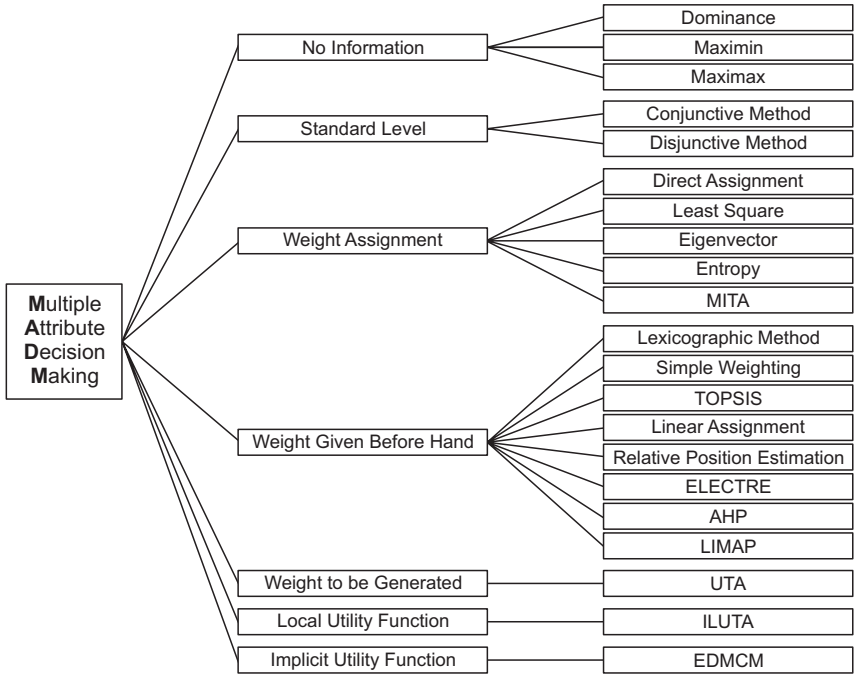 Multiple
Attribute
Decision
Making
No Information
Dominance
Maximin
Maximax
Standard Level
Conjunctive Method
Disjunctive Method
Weight Assignment
Direct Assignment
Least Square
Eigenvector
Entropy
MITA
Weight Given Before Hand
Lexicographic Method
Simple Weighting
TOPSIS
Linear Assignment
Relative Position Estimation
ELECTRE
AHP
LIMAP
Weight to be Generated
UTA
Local Utility Function
ILUTA
Implicit Utility Function
EDMCM